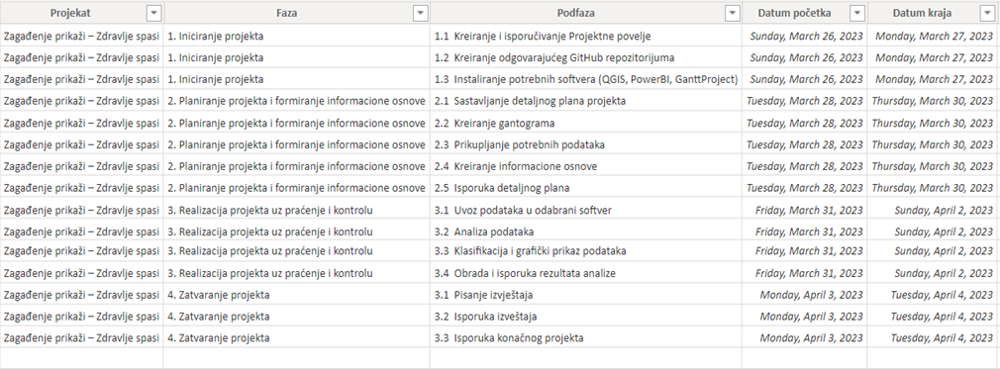 Projekat Faza Podfaza Datum početka Datum kraja
Zagađenje prikaži – Zdravlje spasi 1. Iniciranje projekta 1.1 Kreiranje i isporučivanje Projektne povelje Sunday, March 26, 2023 Monday, March 27, 2023
Zagađenje prikaži – Zdravlje spasi 1. Iniciranje projekta 1.2 Kreiranje odgovarajućeg GitHub repozitorijuma Sunday, March 26, 2023 Monday, March 27, 2023
Zagađenje prikaži – Zdravlje spasi 1. Iniciranje projekta 1.3 Instaliranje potrebnih softvera (QGIS, PowerBI, GanttProject) Sunday, March 26, 2023 Monday, March 27, 2023
Zagađenje prikaži – Zdravlje spasi 2. Planiranje projekta i formiranje informacione osnove 2.1 Sastavljanje detaljnog plana projekta Tuesday, March 28, 2023 Thursday, March 30, 2023
Zagađenje prikaži – Zdravlje spasi 2. Planiranje projekta i formiranje informacione osnove 2.2 Kreiranje gantograma Tuesday, March 28, 2023 Thursday, March 30, 2023
Zagađenje prikaži – Zdravlje spasi 2. Planiranje projekta i formiranje informacione osnove 2.3 Prikupljanje potrebnih podataka Tuesday, March 28, 2023 Thursday, March 30, 2023
Zagađenje prikaži – Zdravlje spasi 2. Planiranje projekta i formiranje informacione osnove 2.4 Kreiranje informacione osnove Tuesday, March 28, 2023 Thursday, March 30, 2023
Zagađenje prikaži – Zdravlje spasi 2. Planiranje projekta i formiranje informacione osnove 2.5 Isporuka detaljnog plana Tuesday, March 28, 2023 Thursday, March 30, 2023
Zagađenje prikaži – Zdravlje spasi 3. Realizacija projekta uz praćenje i kontrolu 3.1 Uvoz podataka u odabrani softver Friday, March 31, 2023 Sunday, April 2, 2023
Zagađenje prikaži – Zdravlje spasi 3. Realizacija projekta uz praćenje i kontrolu 3.2 Analiza podataka Friday, March 31, 2023 Sunday, April 2, 2023
Zagađenje prikaži – Zdravlje spasi 3. Realizacija projekta uz praćenje i kontrolu 3.3 Klasifikacija i grafički prikaz podataka Friday, March 31, 2023 Sunday, April 2, 2023
Zagađenje prikaži – Zdravlje spasi 3. Realizacija projekta uz praćenje i kontrolu 3.4 Obrada i isporuka rezultata analize Friday, March 31, 2023 Sunday, April 2, 2023
Zagađenje prikaži – Zdravlje spasi 4. Zatvaranje projekta 3.1 Pisanje izvještaja Monday, April 3, 2023 Tuesday, April 4, 2023
Zagađenje prikaži – Zdravlje spasi 4. Zatvaranje projekta 3.2 Isporuka izveštaja Monday, April 3, 2023 Tuesday, April 4, 2023
Zagađenje prikaži – Zdravlje spasi 4. Zatvaranje projekta 3.3 Isporuka konačnog projekta Monday, April 3, 2023 Tuesday, April 4, 2023